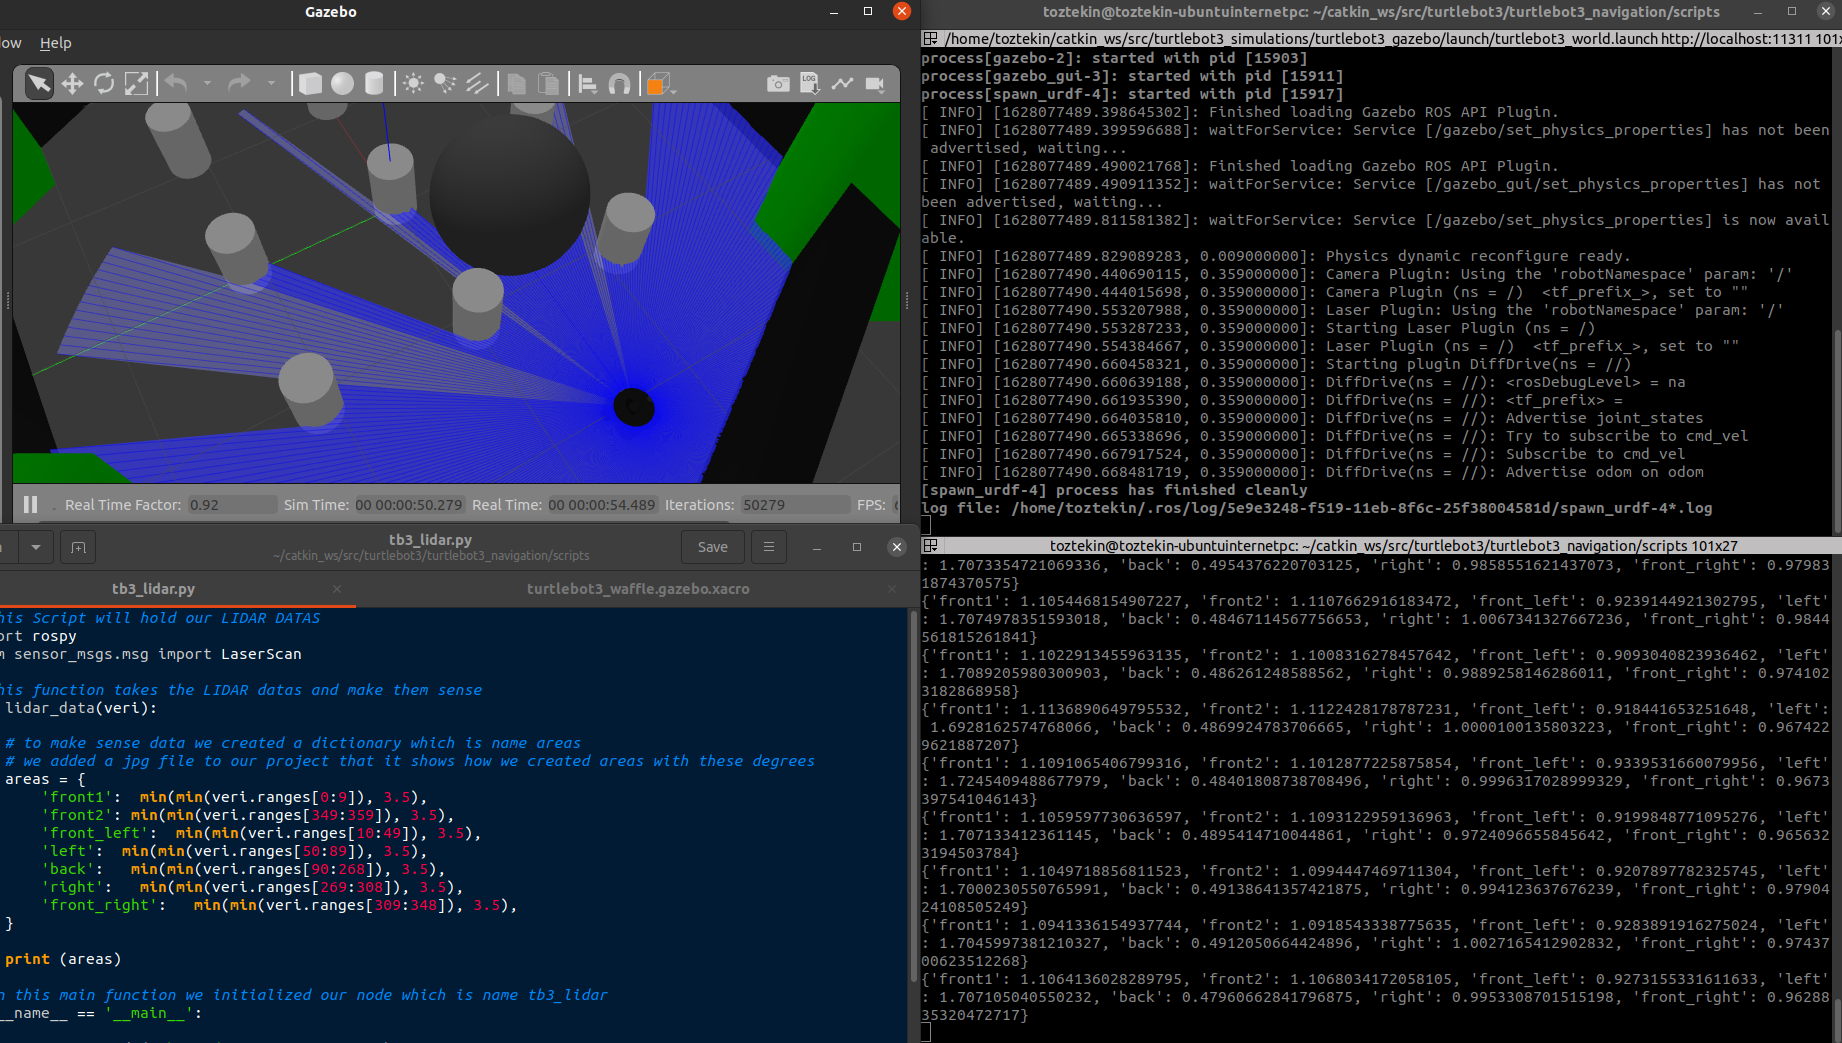 Gazebo
ow Help
LOG
Real Time Factor: 0.92 Sim Time: 00 00:00:50.279 Real Time: 00 00:00:54.489 Iterations: 50279 FPS:
tb3_lidar.py
~/catkin_ws/src/turtlebot3/turtlebot3_navigation/scripts
Save
tb3_lidar.py
turtlebot3_waffle.gazebo.xacro
his Script will hold our LIDAR DATAS
ort rospy
m sensor_msgs.msg import LaserScan
his function takes the LIDAR datas and make them sense
lidar_data(veri):
# to make sense data we created a dictionary which is name areas
# we added a jpg file to our project that it shows how we created areas with these degrees
areas = {
'front1':  min(min(veri.ranges[0:9]), 3.5),
'front2': min(min(veri.ranges[349:359]), 3.5),
'front_left':  min(min(veri.ranges[10:49]), 3.5),
'left':  min(min(veri.ranges[50:89]), 3.5),
'back':   min(min(veri.ranges[90:268]), 3.5),
'right':   min(min(veri.ranges[269:308]), 3.5),
'front_right':   min(min(veri.ranges[309:348]), 3.5),
}
print (areas)
n this main function we initialized our node which is name tb3_lidar
__name__ == '__main__':
toztekin@toztekin-ubuntuinternetpc: ~/catkin_ws/src/turtlebot3/turtlebot3_navigation/scripts
/home/toztekin/catkin_ws/src/turtlebot3_simulations/turtlebot3_gazebo/launch/turtlebot3_world.launch http://localhost:11311 101x
process[gazebo-2]: started with pid [15903]
process[gazebo_gui-3]: started with pid [15911]
process[spawn_urdf-4]: started with pid [15917]
[ INFO] [1628077489.398645302]: Finished loading Gazebo ROS API Plugin.
[ INFO] [1628077489.399596688]: waitForService: Service [/gazebo/set_physics_properties] has not been
advertised, waiting...
[ INFO] [1628077489.490021768]: Finished loading Gazebo ROS API Plugin.
[ INFO] [1628077489.490911352]: waitForService: Service [/gazebo_gui/set_physics_properties] has not
been advertised, waiting...
[ INFO] [1628077489.811581382]: waitForService: Service [/gazebo/set_physics_properties] is now avail
able.
[ INFO] [1628077489.829089283, 0.009000000]: Physics dynamic reconfigure ready.
[ INFO] [1628077490.440690115, 0.359000000]: Camera Plugin: Using the 'robotNamespace' param: '/'
[ INFO] [1628077490.444015698, 0.359000000]: Camera Plugin (ns = /)  <tf_prefix_>, set to ""
[ INFO] [1628077490.553207988, 0.359000000]: Laser Plugin: Using the 'robotNamespace' param: '/'
[ INFO] [1628077490.553287233, 0.359000000]: Starting Laser Plugin (ns = /)
[ INFO] [1628077490.554384667, 0.359000000]: Laser Plugin (ns = /)  <tf_prefix_>, set to ""
[ INFO] [1628077490.660458321, 0.359000000]: Starting plugin DiffDrive(ns = //)
[ INFO] [1628077490.660639188, 0.359000000]: DiffDrive(ns = //): <rosDebugLevel> = na
[ INFO] [1628077490.661935390, 0.359000000]: DiffDrive(ns = //): <tf_prefix> =
[ INFO] [1628077490.664035810, 0.359000000]: DiffDrive(ns = //): Advertise joint_states
[ INFO] [1628077490.665338696, 0.359000000]: DiffDrive(ns = //): Try to subscribe to cmd_vel
[ INFO] [1628077490.667917524, 0.359000000]: DiffDrive(ns = //): Subscribe to cmd_vel
[ INFO] [1628077490.668481719, 0.359000000]: DiffDrive(ns = //): Advertise odom on odom
[spawn_urdf-4] process has finished cleanly
log file: /home/toztekin/.ros/log/5e9e3248-f519-11eb-8f6c-25f38004581d/spawn_urdf-4*.log
toztekin@toztekin-ubuntuinternetpc: ~/catkin_ws/src/turtlebot3/turtlebot3_navigation/scripts 101x27
: 1.7073354721069336, 'back': 0.4954376220703125, 'right': 0.9858551621437073, 'front_right': 0.97983
1874370575}
{'front1': 1.1054468154907227, 'front2': 1.1107662916183472, 'front_left': 0.9239144921302795, 'left'
: 1.7074978351593018, 'back': 0.48467114567756653, 'right': 1.0067341327667236, 'front_right': 0.9844
561815261841}
{'front1': 1.1022913455963135, 'front2': 1.1008316278457642, 'front_left': 0.9093040823936462, 'left'
: 1.7089205980300903, 'back': 0.486261248588562, 'right': 0.9889258146286011, 'front_right': 0.974102
3182868958}
{'front1': 1.1136890649795532, 'front2': 1.1122428178787231, 'front_left': 0.918441653251648, 'left':
1.6928162574768066, 'back': 0.4869924783706665, 'right': 1.0000100135803223, 'front_right': 0.967422
9621887207}
{'front1': 1.1091065406799316, 'front2': 1.1012877225875854, 'front_left': 0.9339531660079956, 'left'
: 1.7245409488677979, 'back': 0.48401808738708496, 'right': 0.9996317028999329, 'front_right': 0.9673
397541046143}
{'front1': 1.1059597730636597, 'front2': 1.1093122959136963, 'front_left': 0.9199848771095276, 'left'
: 1.707133412361145, 'back': 0.4895414710044861, 'right': 0.9724096655845642, 'front_right': 0.965632
3194503784}
{'front1': 1.1049718856811523, 'front2': 1.0994447469711304, 'front_left': 0.9207897782325745, 'left'
: 1.7000230550765991, 'back': 0.49138641357421875, 'right': 0.994123637676239, 'front_right': 0.97904
24108505249}
{'front1': 1.0941336154937744, 'front2': 1.0918543338775635, 'front_left': 0.9283891916275024, 'left'
: 1.7045997381210327, 'back': 0.4912050664424896, 'right': 1.0027165412902832, 'front_right': 0.97437
00623512268}
{'front1': 1.1064136028289795, 'front2': 1.1068034172058105, 'front_left': 0.9273155331611633, 'left'
: 1.707105040550232, 'back': 0.47960662841796875, 'right': 0.9953308701515198, 'front_right': 0.96288
35320472717}